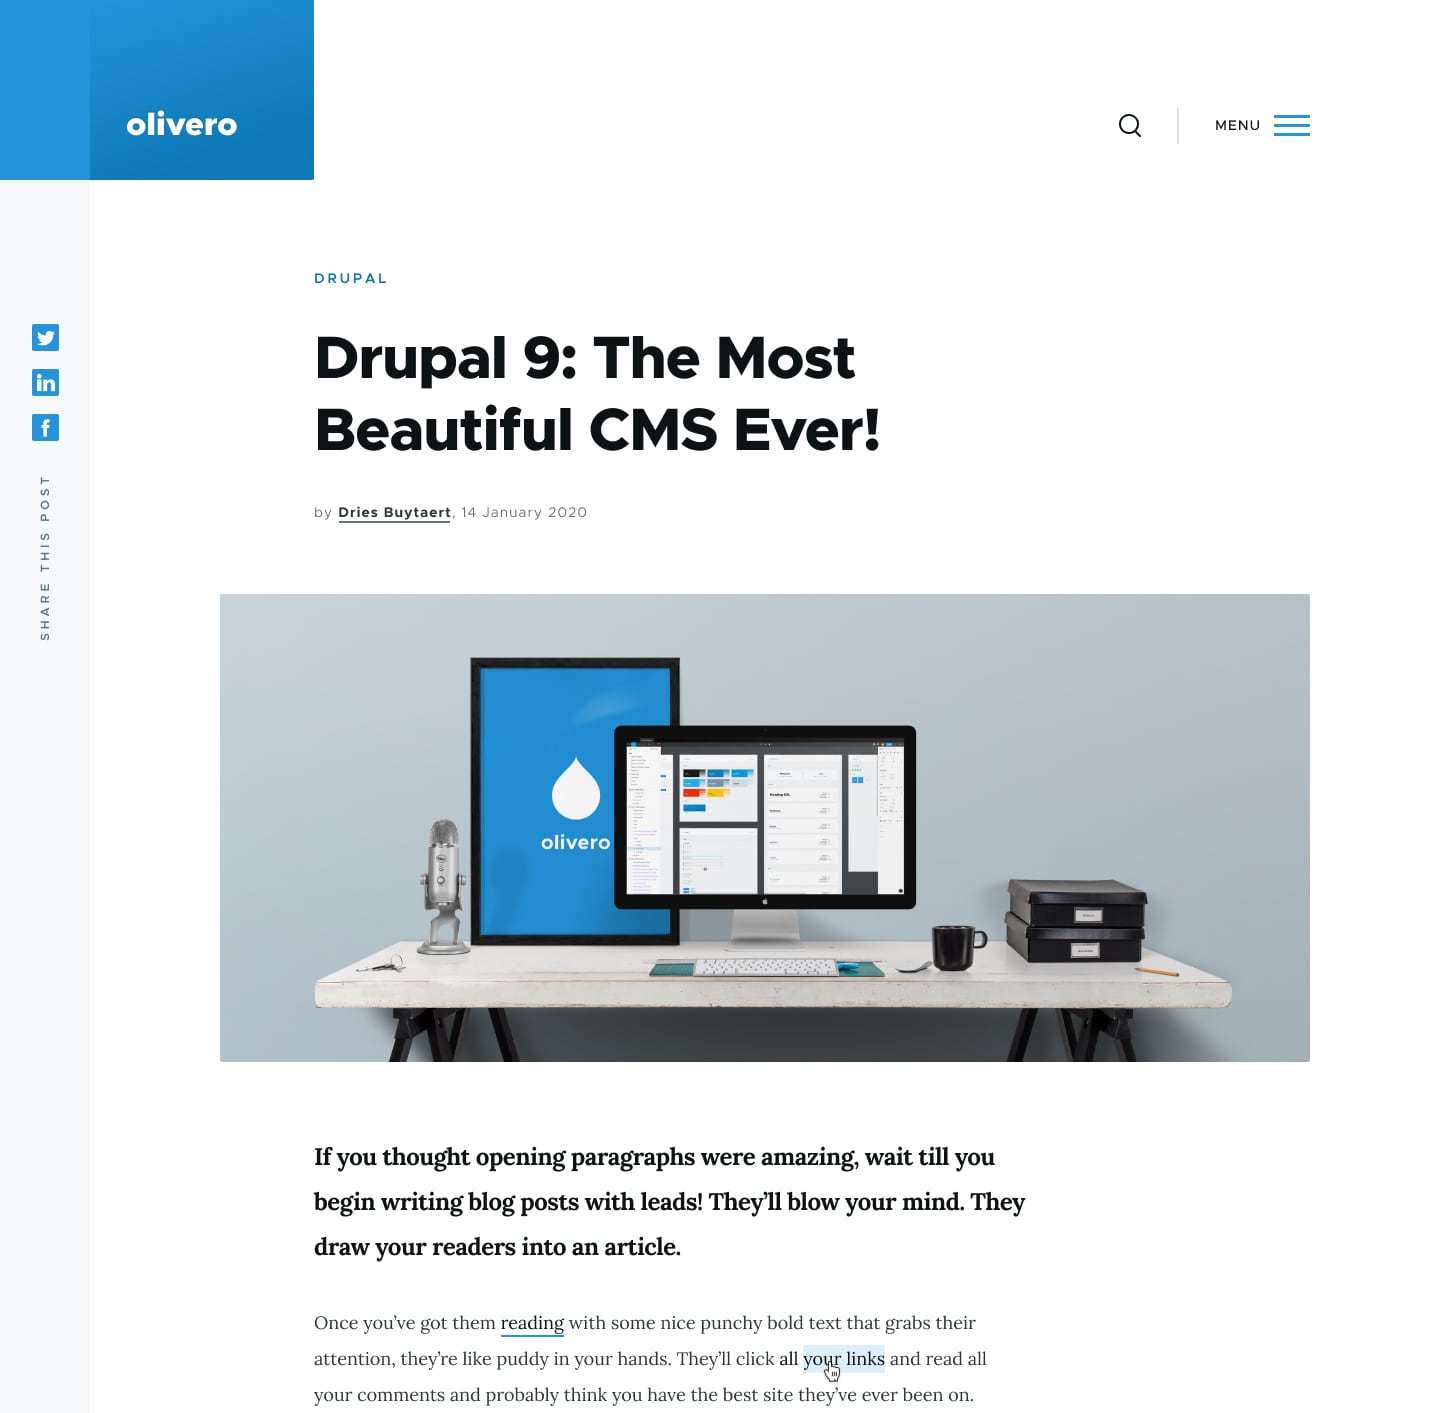 olivero
MENU
DRUPAL
Drupal 9: The Most
Beautiful CMS Ever!
by Dries Buytaert, 14 January 2020
SHARE THIS POST
olivero
If you thought opening paragraphs were amazing, wait till you
begin writing blog posts with leads! They’ll blow your mind. They
draw your readers into an article.
Once you’ve got them reading with some nice punchy bold text that grabs their
attention, they’re like puddy in your hands. They’ll click all your links and read all
your comments and probably think you have the best site they’ve ever been on.